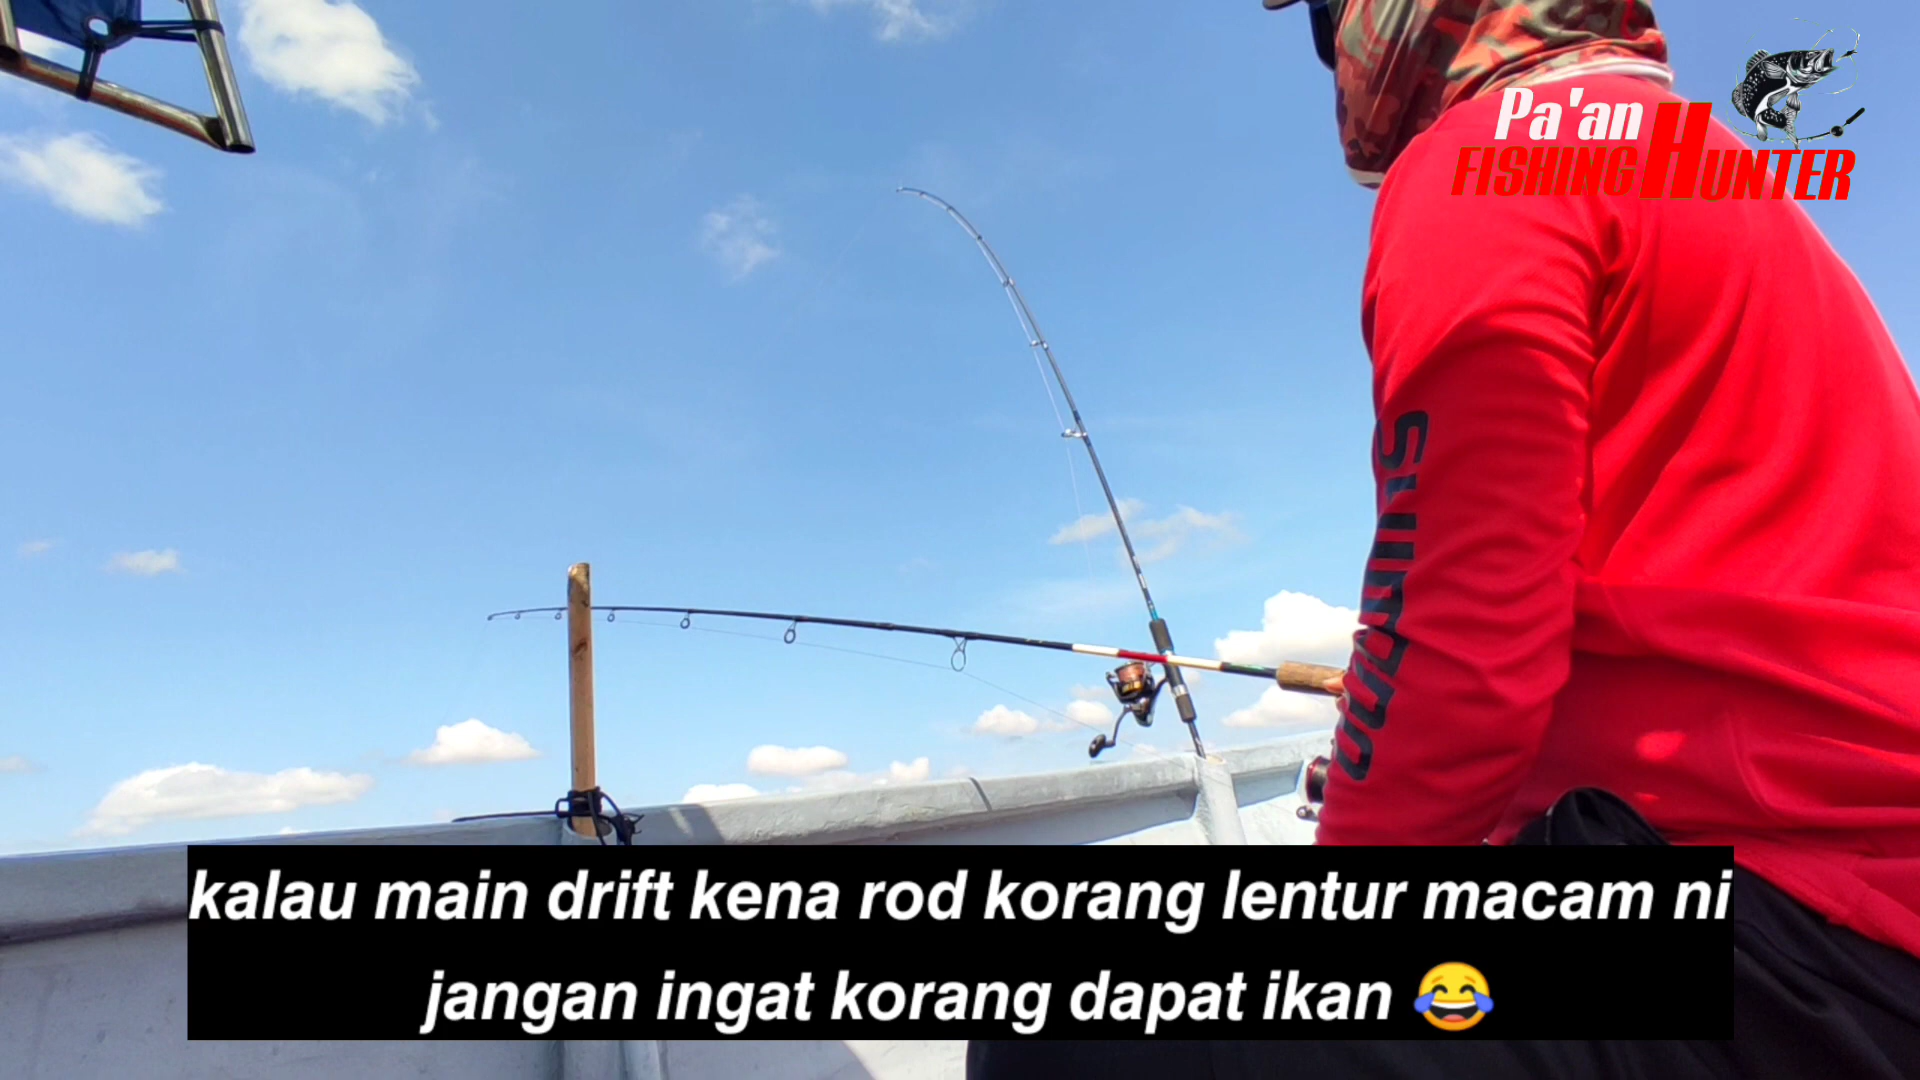 Pa'an
FISHING HUNTER
SHIMANO
kalau main drift kena rod korang lentur macam ni
jangan ingat korang dapat ikan 😂